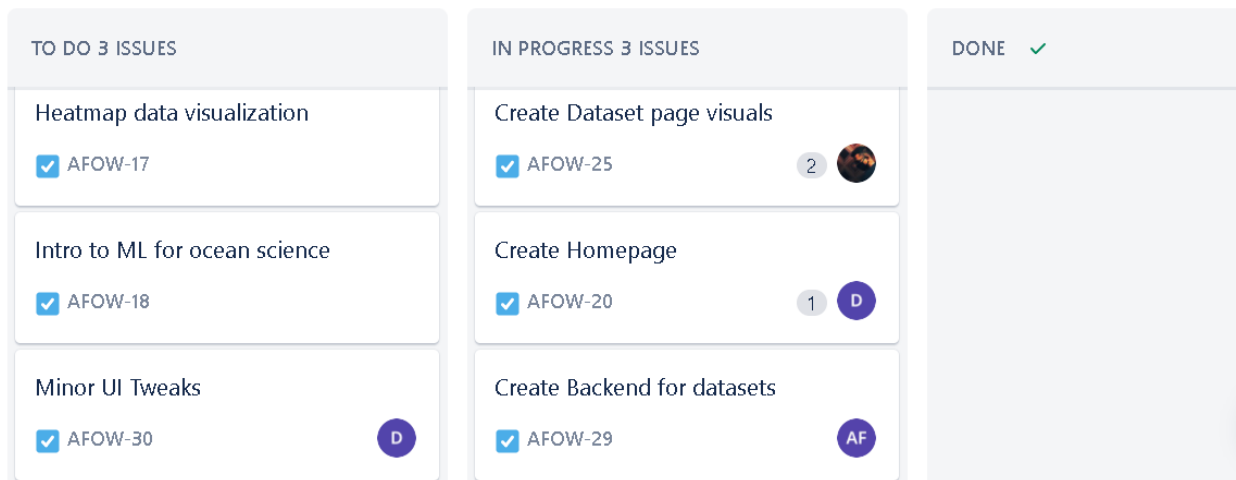 TO DO 3 ISSUES
Heatmap data visualization
AFOW-17
Intro to ML for ocean science
AFOW-18
Minor UI Tweaks
AFOW-30
D
IN PROGRESS 3 ISSUES
Create Dataset page visuals
AFOW-25
2
Create Homepage
AFOW-20
1
D
Create Backend for datasets
AFOW-29
AF
DONE